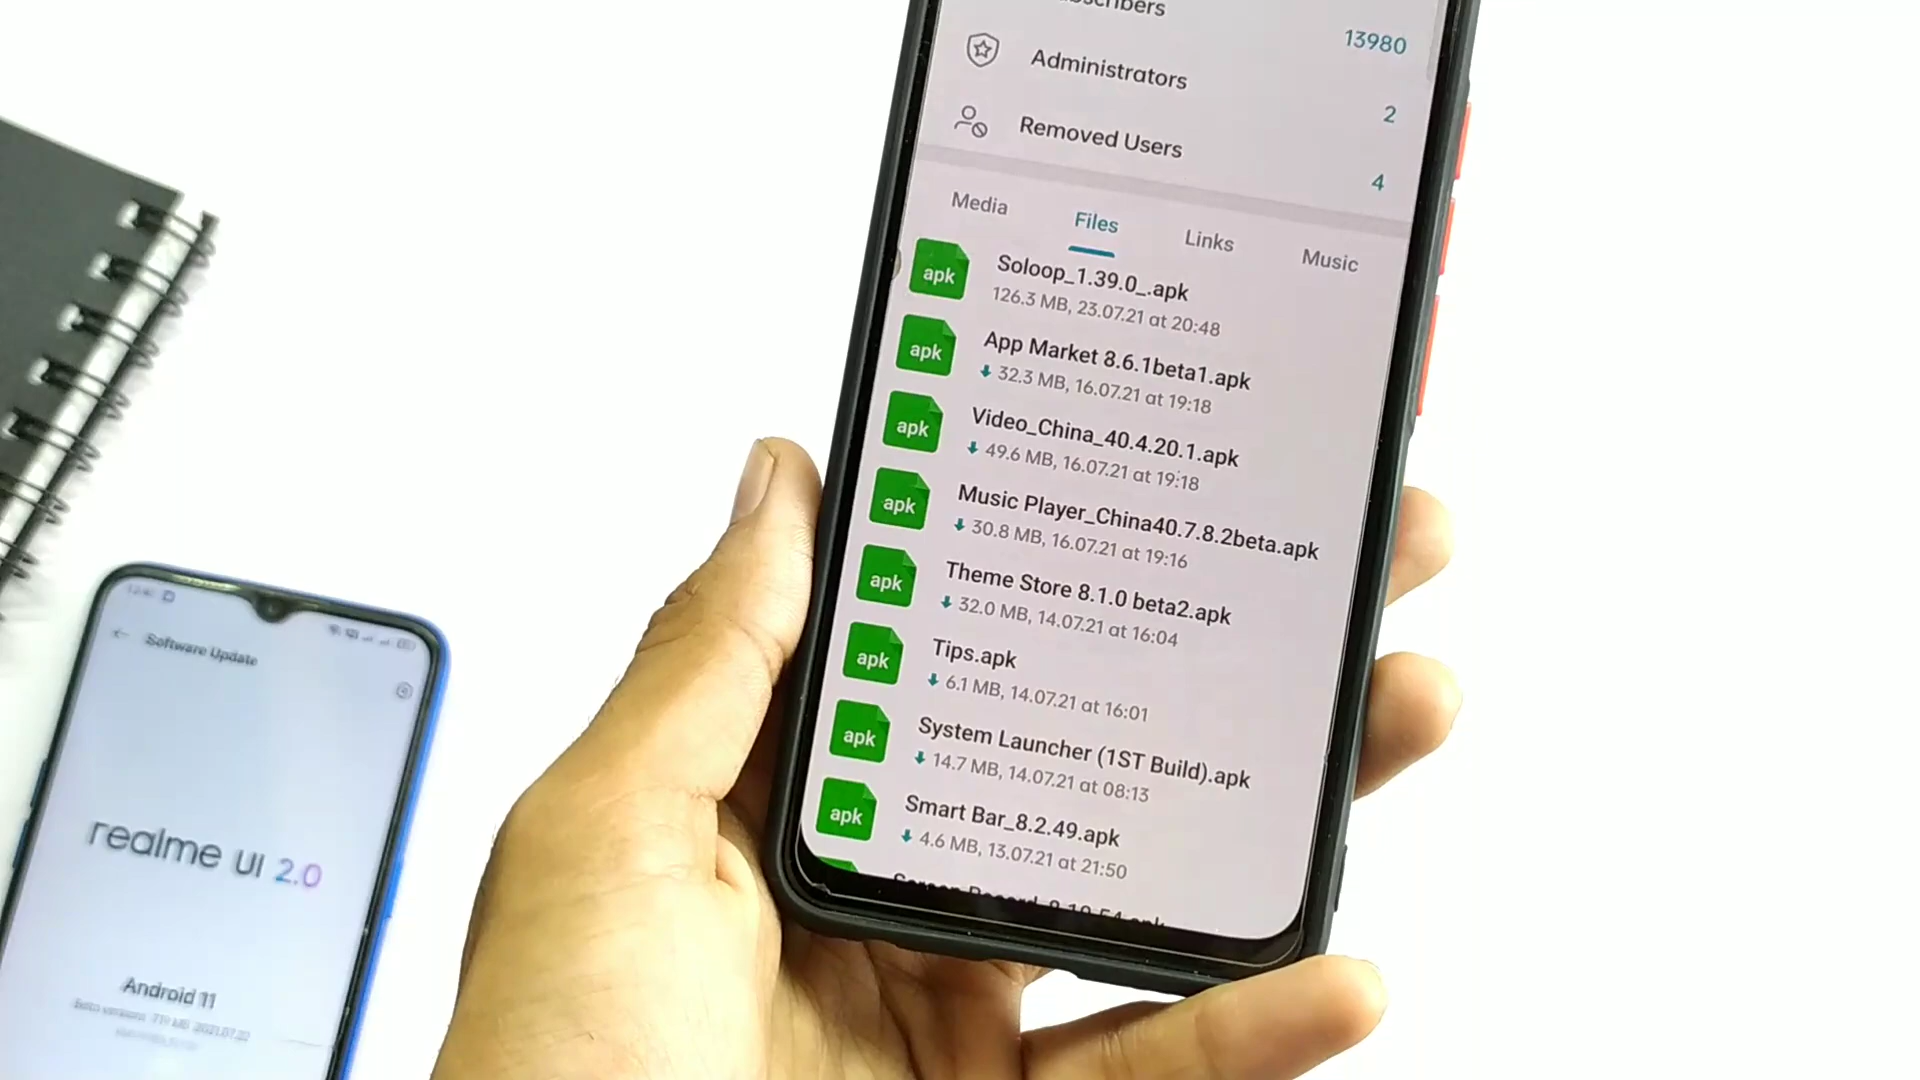 13980
Administrators
2
Removed Users
4
Media
Files
Links
Music
apk
Soloop_1.39.0_.apk
126.3 MB, 23.07.21 at 20:48
apk
App Market 8.6.1beta1.apk
32.3 MB, 16.07.21 at 19:18
apk
Video_China_40.4.20.1.apk
49.6 MB, 16.07.21 at 19:18
apk
Music Player_China40.7.8.2beta.apk
30.8 MB, 16.07.21 at 19:16
apk
Theme Store 8.1.0 beta2.apk
32.0 MB, 14.07.21 at 16:04
apk
Tips.apk
6.1 MB, 14.07.21 at 16:01
apk
System Launcher (1ST Build).apk
14.7 MB, 14.07.21 at 08:13
apk
Smart Bar_8.2.49.apk
4.6 MB, 13.07.21 at 21:50
Software Update
realme UI 2.0
Android 11